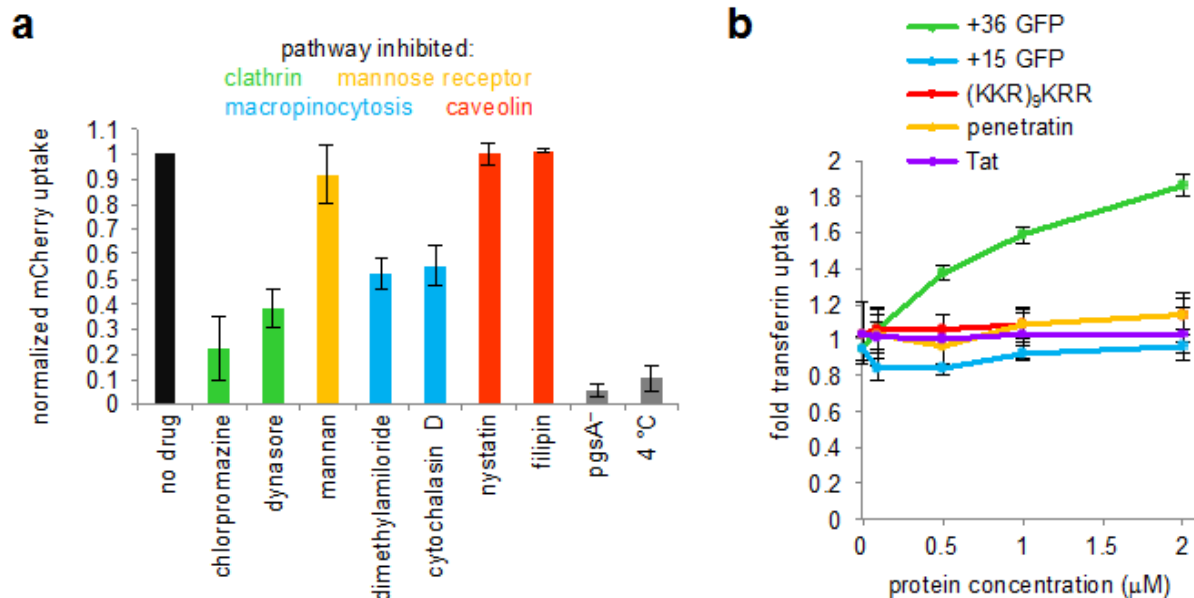 a
pathway inhibited:
clathrin mannose receptor
macropinocytosis caveolin
normalized mCherry uptake
1.1
1
0.9
0.8
0.7
0.6
0.5
0.4
0.3
0.2
0.1
0
no drug
chlorpromazine
dynasore
mannan
dimethylamiloride
cytochalasin D
nystatin
filipin
pgsA⁻
4 °C
b
+36 GFP
+15 GFP
(KKR)₉KRR
penetratin
Tat
fold transferrin uptake
2
1.8
1.6
1.4
1.2
1
0.8
0.6
0.4
0.2
0
0 0.5 1 1.5 2
protein concentration (µM)